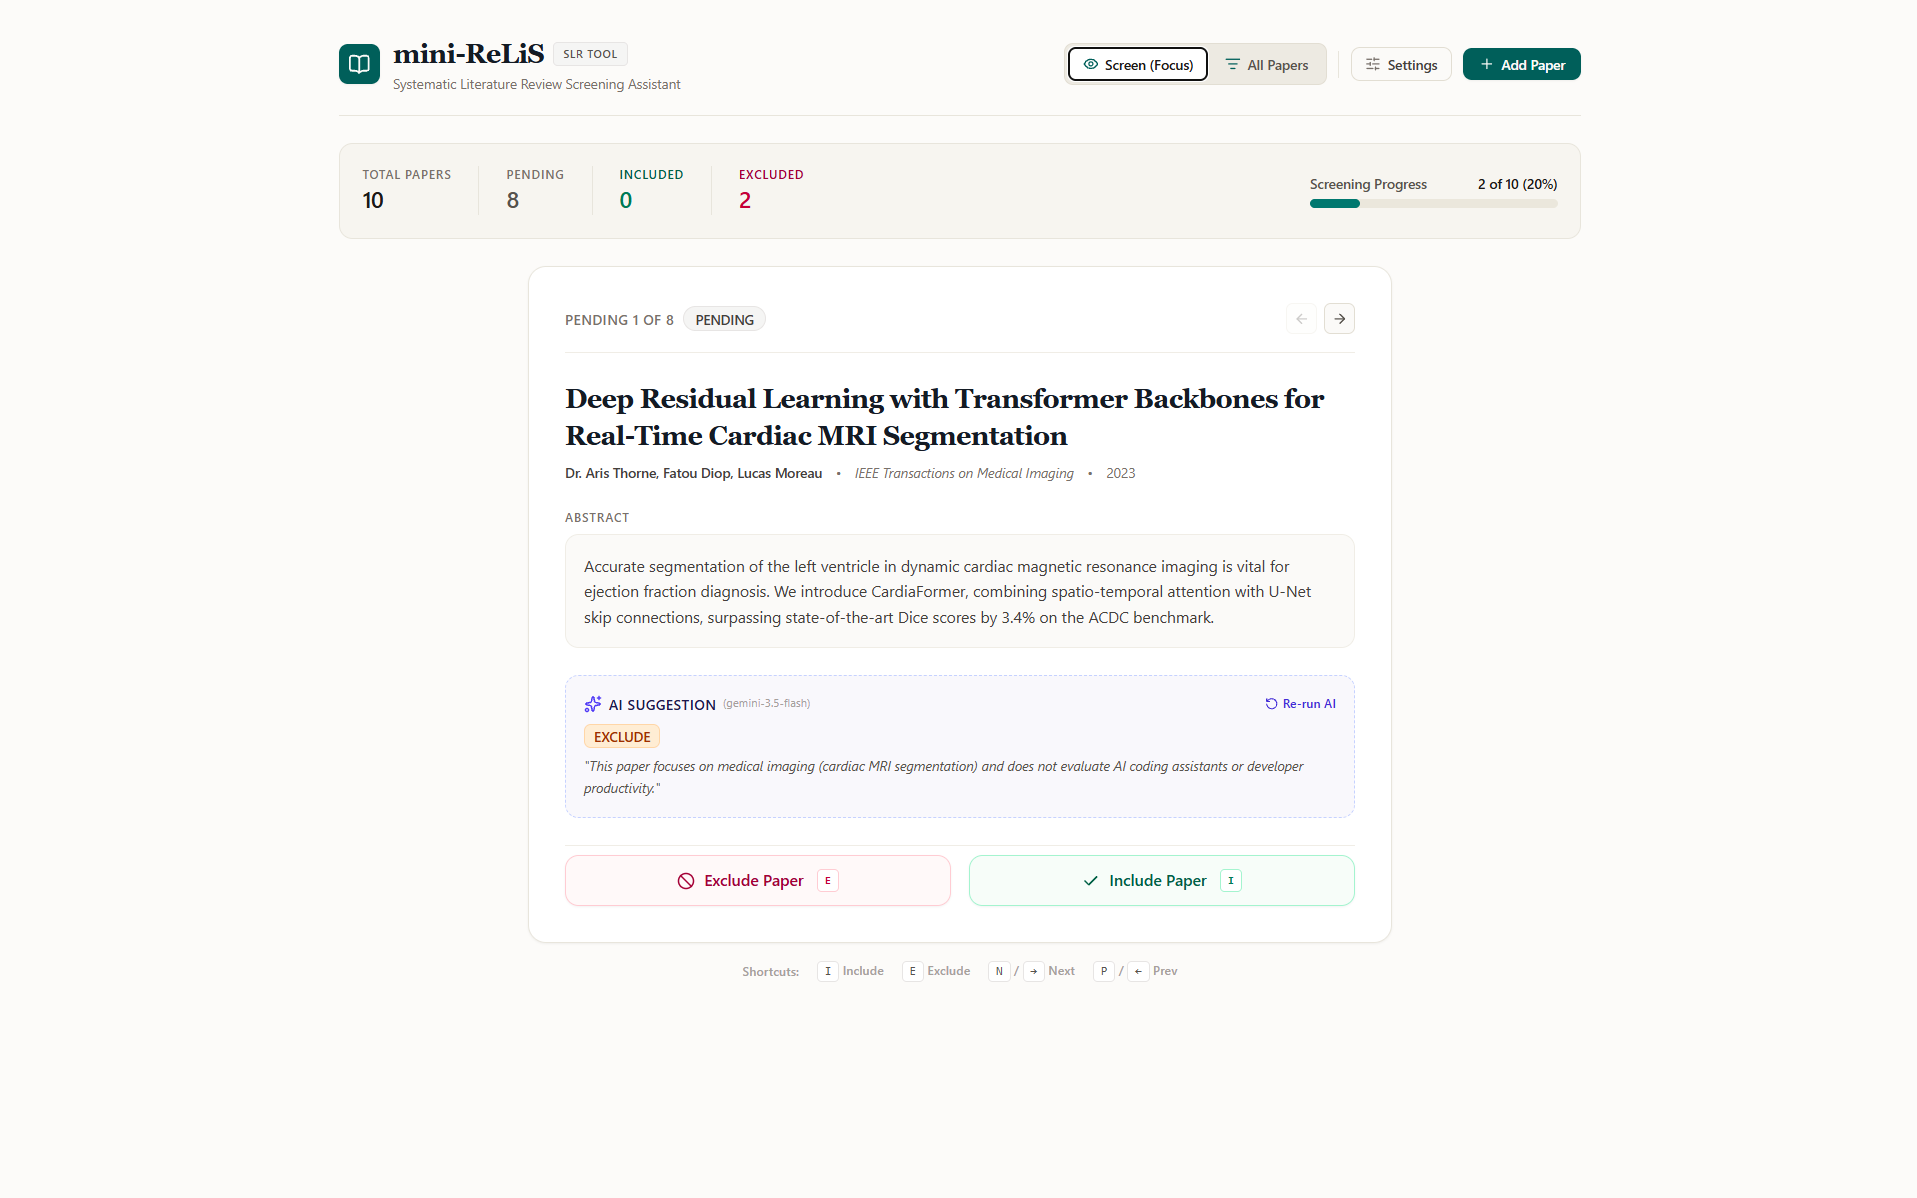 mini-ReLiS SLR TOOL
Systematic Literature Review Screening Assistant
Screen (Focus) All Papers Settings Add Paper
TOTAL PAPERS PENDING INCLUDED EXCLUDED
10 8 0 2
Screening Progress 2 of 10 (20%)
PENDING 1 OF 8 PENDING
Deep Residual Learning with Transformer Backbones for
Real-Time Cardiac MRI Segmentation
Dr. Aris Thorne, Fatou Diop, Lucas Moreau • IEEE Transactions on Medical Imaging • 2023
ABSTRACT
Accurate segmentation of the left ventricle in dynamic cardiac magnetic resonance imaging is vital for
ejection fraction diagnosis. We introduce CardiaFormer, combining spatio-temporal attention with U-Net
skip connections, surpassing state-of-the-art Dice scores by 3.4% on the ACDC benchmark.
AI SUGGESTION (gemini-3.5-flash) Re-run AI
EXCLUDE
"This paper focuses on medical imaging (cardiac MRI segmentation) and does not evaluate AI coding assistants or developer
productivity."
Exclude Paper E Include Paper I
Shortcuts: I Include E Exclude N / → Next P / ← Prev